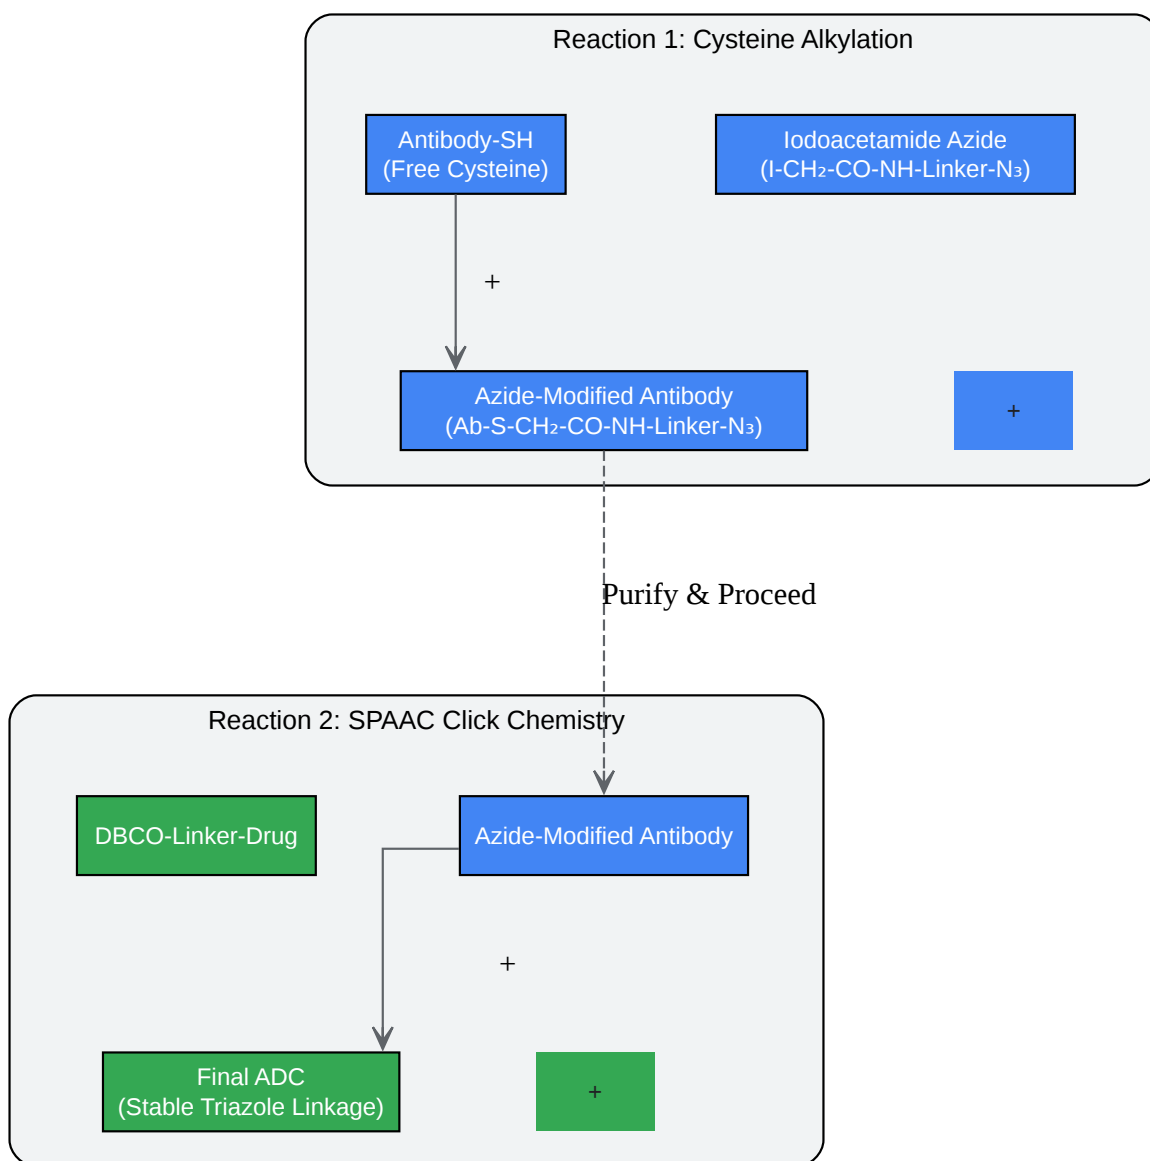 Reaction 1: Cysteine Alkylation
Antibody-SH
(Free Cysteine)
Iodoacetamide Azide
(I-CH₂-CO-NH-Linker-N₃)
+
Azide-Modified Antibody
(Ab-S-CH₂-CO-NH-Linker-N₃)
+
Purify & Proceed
Reaction 2: SPAAC Click Chemistry
DBCO-Linker-Drug
Azide-Modified Antibody
+
Final ADC
(Stable Triazole Linkage)
+